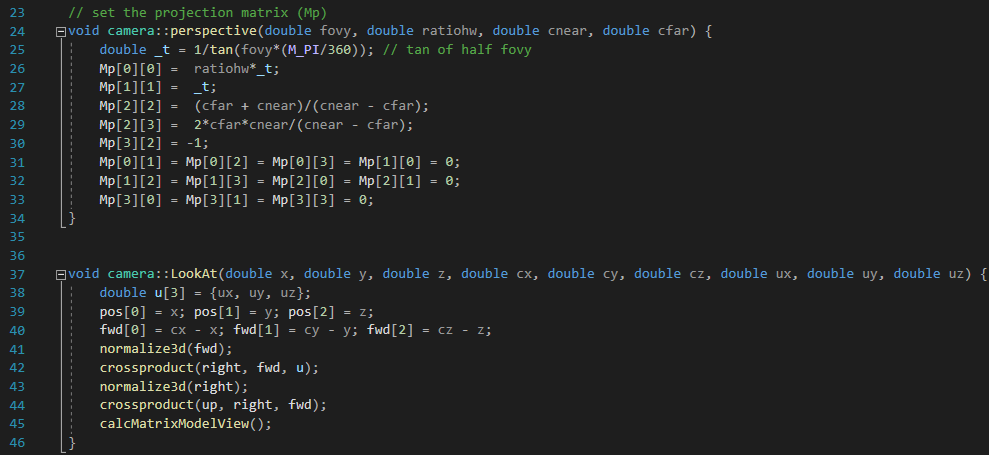 23 // set the projection matrix (Mp)
24 void camera::perspective(double fovy, double ratiohw, double cnear, double cfar) {
25 double _t = 1/tan(fovy*(M_PI/360)); // tan of half fovy
26 Mp[0][0] = ratiohw*_t;
27 Mp[1][1] = _t;
28 Mp[2][2] = (cfar + cnear)/(cnear - cfar);
29 Mp[2][3] = 2*cfar*cnear/(cnear - cfar);
30 Mp[3][2] = -1;
31 Mp[0][1] = Mp[0][2] = Mp[0][3] = Mp[1][0] = 0;
32 Mp[1][2] = Mp[1][3] = Mp[2][0] = Mp[2][1] = 0;
33 Mp[3][0] = Mp[3][1] = Mp[3][3] = 0;
34 }
35
36
37 void camera::LookAt(double x, double y, double z, double cx, double cy, double cz, double ux, double uy, double uz) {
38 double u[3] = {ux, uy, uz};
39 pos[0] = x; pos[1] = y; pos[2] = z;
40 fwd[0] = cx - x; fwd[1] = cy - y; fwd[2] = cz - z;
41 normalize3d(fwd);
42 crossproduct(right, fwd, u);
43 normalize3d(right);
44 crossproduct(up, right, fwd);
45 calcMatrixModelView();
46 }